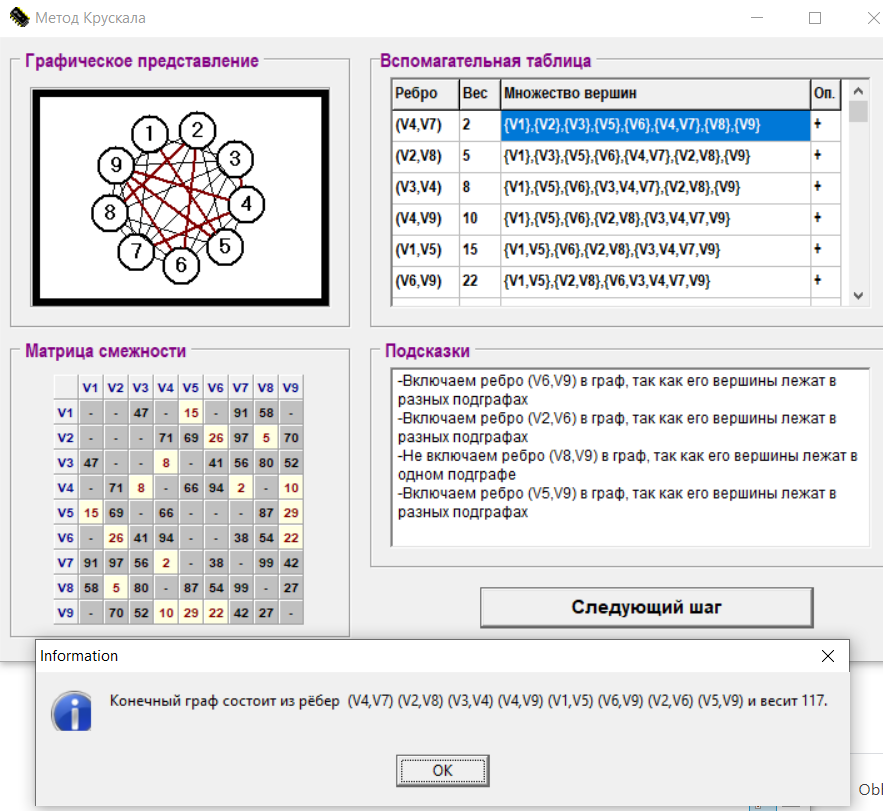 Метод Крускала
Графическое представление
1
2
3
4
5
6
7
8
9
Вспомагательная таблица
Ребро Вес Множество вершин Оп.
(V4,V7) 2 {V1},{V2},{V3},{V5},{V6},{V4,V7},{V8},{V9} +
(V2,V8) 5 {V1},{V3},{V5},{V6},{V4,V7},{V2,V8},{V9} +
(V3,V4) 8 {V1},{V5},{V6},{V3,V4,V7},{V2,V8},{V9} +
(V4,V9) 10 {V1},{V5},{V6},{V2,V8},{V3,V4,V7,V9} +
(V1,V5) 15 {V1,V5},{V6},{V2,V8},{V3,V4,V7,V9} +
(V6,V9) 22 {V1,V5},{V2,V8},{V6,V3,V4,V7,V9} +
Матрица смежности
V1 V2 V3 V4 V5 V6 V7 V8 V9
V1 - - 47 - 15 - 91 58 -
V2 - - - 71 69 26 97 5 70
V3 47 - - 8 - 41 56 80 52
V4 - 71 8 - 66 94 2 - 10
V5 15 69 - 66 - - - 87 29
V6 - 26 41 94 - - 38 54 22
V7 91 97 56 2 - 38 - 99 42
V8 58 5 80 - 87 54 99 - 27
V9 - 70 52 10 29 22 42 27 -
Подсказки
-Включаем ребро (V6,V9) в граф, так как его вершины лежат в
разных подграфах
-Включаем ребро (V2,V6) в граф, так как его вершины лежат в
разных подграфах
-Не включаем ребро (V8,V9) в граф, так как его вершины лежат в
одном подграфе
-Включаем ребро (V5,V9) в граф, так как его вершины лежат в
разных подграфах
Следующий шаг
Information
Конечный граф состоит из рёбер (V4,V7) (V2,V8) (V3,V4) (V4,V9) (V1,V5) (V6,V9) (V2,V6) (V5,V9) и весит 117.
OK